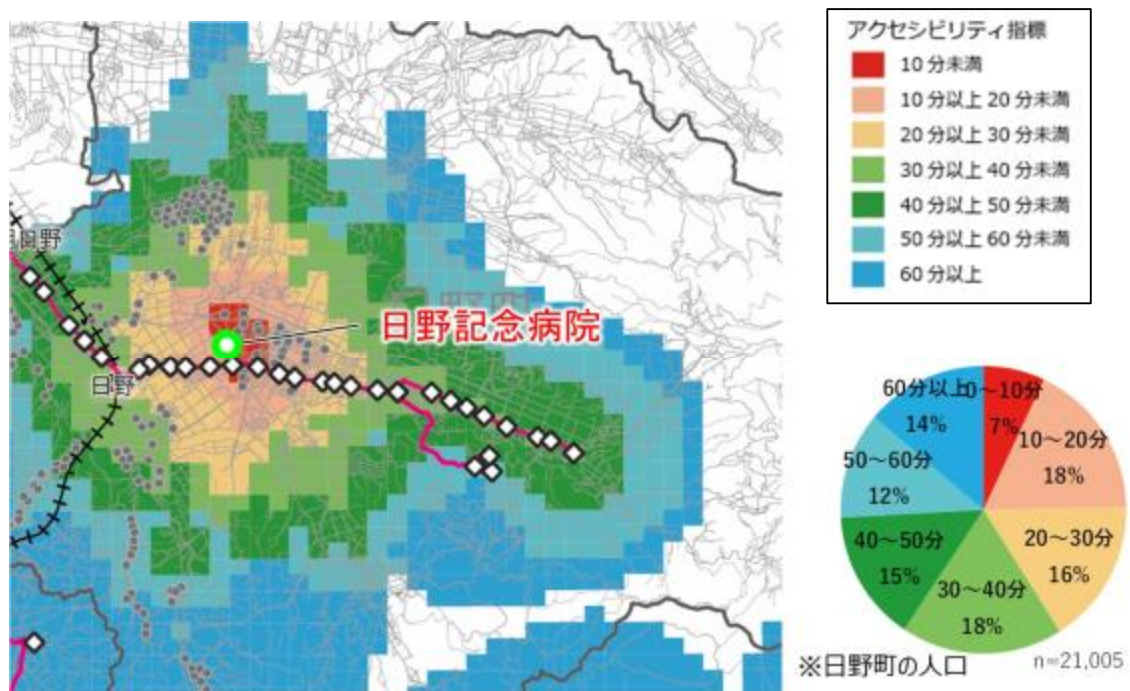 アクセシビリティ指標
10分未満
10分以上20分未満
20分以上30分未満
30分以上40分未満
40分以上50分未満
50分以上60分未満
60分以上
日野
日野記念病院
日野
60分以上
0～10分
14%
7%
10～20分
18%
50～60分
12%
20～30分
16%
40～50分
15%
30～40分
18%
※日野町の人口
n=21,005